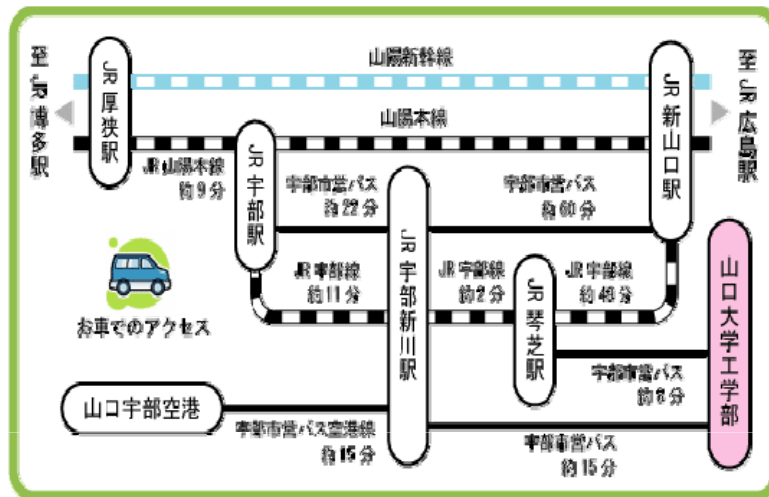 山陽新幹線
至JR博多駅
JR厚狭駅
JR新山口駅
至JR広島駅
山陽本線
JR山陽本線
約9分
JR宇部駅
宇部市営バス
約22分
JR宇部新川駅
宇部市営バス
約60分
JR宇部線
約11分
JR宇部線
約2分
JR琴芝駅
JR宇部線
約40分
山口大学工学部
お車でのアクセス
宇部市営バス
山口宇部空港
宇部市営バス空港線
約15分
宇部市営バス
約15分